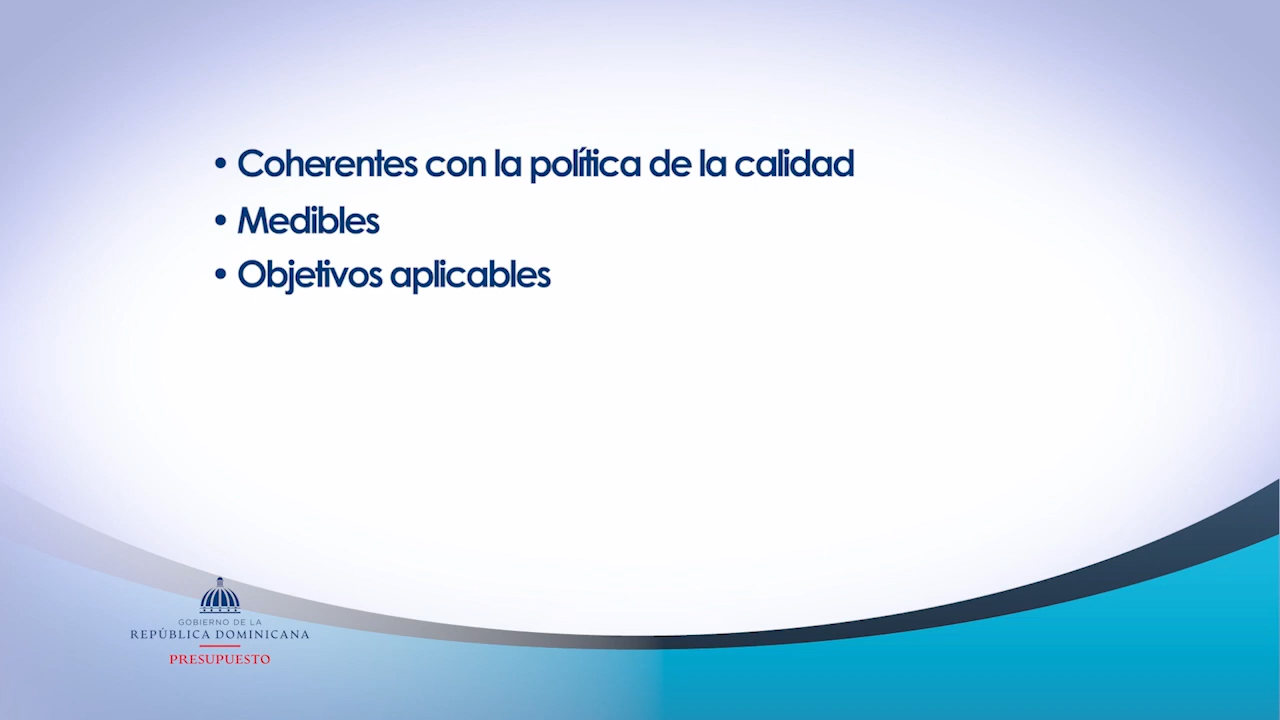 • Coherentes con la política de la calidad
• Medibles
• Objetivos aplicables
GOBIERNO DE LA
REPÚBLICA DOMINICANA
PRESUPUESTO